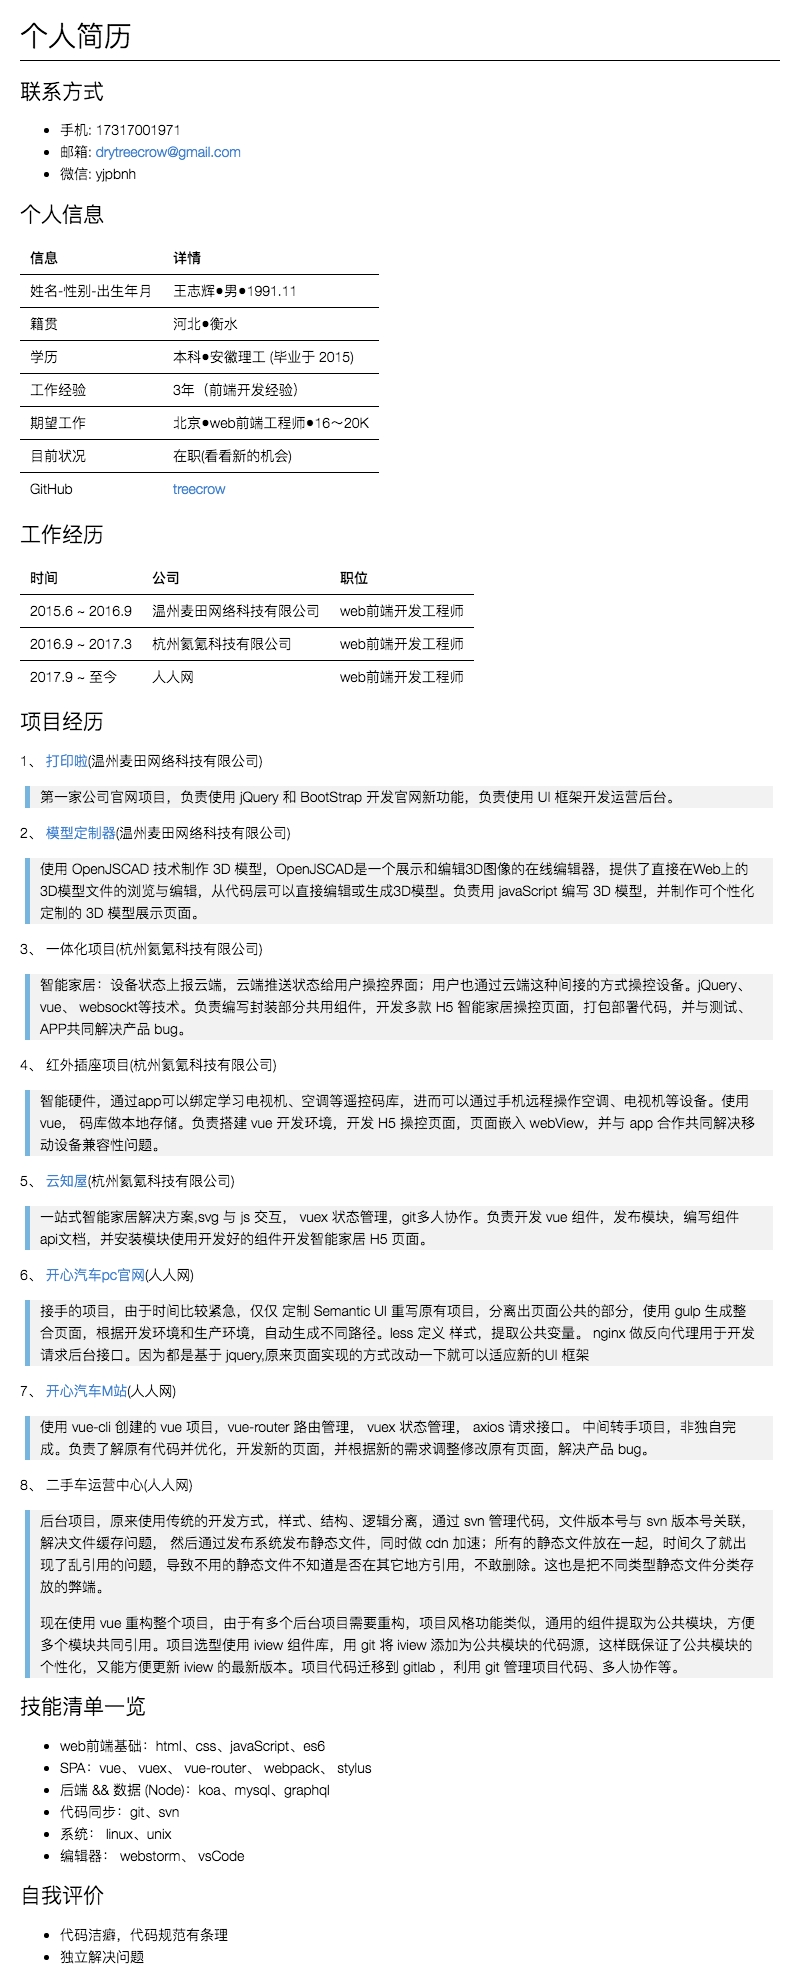 个人简历
联系方式
手机: 17317001971
邮箱: drytreecrow@gmail.com
微信: yjpbnh
个人信息
信息 详情
姓名-性别-出生年月 王志辉●男●1991.11
籍贯 河北●衡水
学历 本科●安徽理工 (毕业于 2015)
工作经验 3年（前端开发经验）
期望工作 北京●web前端工程师●16～20K
目前状况 在职(看看新的机会)
GitHub treecrow
工作经历
时间 公司 职位
2015.6 ~ 2016.9 温州麦田网络科技有限公司 web前端开发工程师
2016.9 ~ 2017.3 杭州氦氪科技有限公司 web前端开发工程师
2017.9 ~ 至今 人人网 web前端开发工程师
项目经历
1、 打印啦(温州麦田网络科技有限公司)
第一家公司官网项目，负责使用 jQuery 和 BootStrap 开发官网新功能，负责使用 UI 框架开发运营后台。
2、 模型定制器(温州麦田网络科技有限公司)
使用 OpenJSCAD 技术制作 3D 模型，OpenJSCAD是一个展示和编辑3D图像的在线编辑器，提供了直接在Web上的
3D模型文件的浏览与编辑，从代码层可以直接编辑或生成3D模型。负责用 javaScript 编写 3D 模型，并制作可个性化
定制的 3D 模型展示页面。
3、 一体化项目(杭州氦氪科技有限公司)
智能家居：设备状态上报云端，云端推送状态给用户操控界面；用户也通过云端这种间接的方式操控设备。jQuery、
vue、 websockt等技术。负责编写封装部分共用组件，开发多款 H5 智能家居操控页面，打包部署代码，并与测试、
APP共同解决产品 bug。
4、 红外插座项目(杭州氦氪科技有限公司)
智能硬件，通过app可以绑定学习电视机、空调等遥控码库，进而可以通过手机远程操作空调、电视机等设备。使用
vue， 码库做本地存储。负责搭建 vue 开发环境，开发 H5 操控页面，页面嵌入 webView，并与 app 合作共同解决移
动设备兼容性问题。
5、 云知屋(杭州氦氪科技有限公司)
一站式智能家居解决方案,svg 与 js 交互， vuex 状态管理，git多人协作。负责开发 vue 组件，发布模块，编写组件
api文档，并安装模块使用开发好的组件开发智能家居 H5 页面。
6、 开心汽车pc官网(人人网)
接手的项目，由于时间比较紧急，仅仅 定制 Semantic UI 重写原有项目，分离出页面公共的部分，使用 gulp 生成整
合页面，根据开发环境和生产环境，自动生成不同路径。less 定义 样式，提取公共变量。 nginx 做反向代理用于开发
请求后台接口。因为都是基于 jquery,原来页面实现的方式改动一下就可以适应新的UI 框架
7、 开心汽车M站(人人网)
使用 vue-cli 创建的 vue 项目，vue-router 路由管理， vuex 状态管理， axios 请求接口。 中间转手项目，非独自完
成。负责了解原有代码并优化，开发新的页面，并根据新的需求调整修改原有页面，解决产品 bug。
8、 二手车运营中心(人人网)
后台项目，原来使用传统的开发方式，样式、结构、逻辑分离，通过 svn 管理代码，文件版本号与 svn 版本号关联，
解决文件缓存问题， 然后通过发布系统发布静态文件，同时做 cdn 加速；所有的静态文件放在一起，时间久了就出
现了乱引用的问题，导致不用的静态文件不知道是否在其它地方引用，不敢删除。这也是把不同类型静态文件分类存
放的弊端。
现在使用 vue 重构整个项目，由于有多个后台项目需要重构，项目风格功能类似，通用的组件提取为公共模块，方便
多个模块共同引用。项目选型使用 iview 组件库，用 git 将 iview 添加为公共模块的代码源，这样既保证了公共模块的
个性化，又能方便更新 iview 的最新版本。项目代码迁移到 gitlab ，利用 git 管理项目代码、多人协作等。
技能清单一览
web前端基础：html、css、javaScript、es6
SPA：vue、 vuex、 vue-router、 webpack、 stylus
后端 && 数据 (Node)：koa、mysql、graphql
代码同步：git、svn
系统： linux、unix
编辑器： webstorm、 vsCode
自我评价
代码洁癖，代码规范有条理
独立解决问题